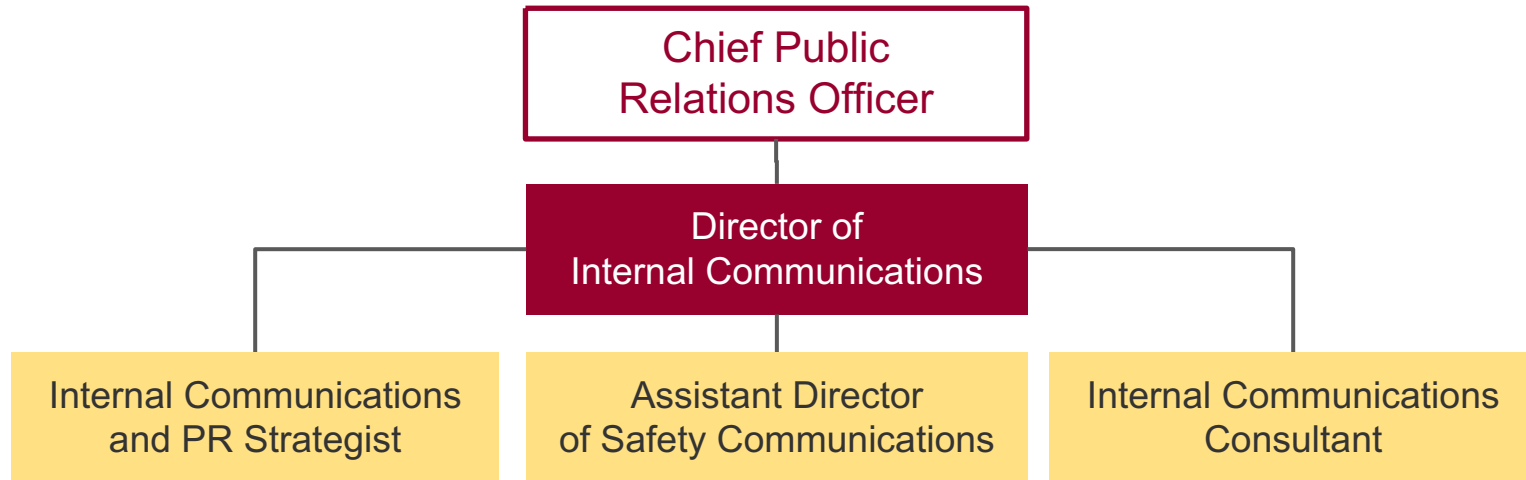 Chief Public
Relations Officer
Director of
Internal Communications
Internal Communications
and PR Strategist
Assistant Director
of Safety Communications
Internal Communications
Consultant